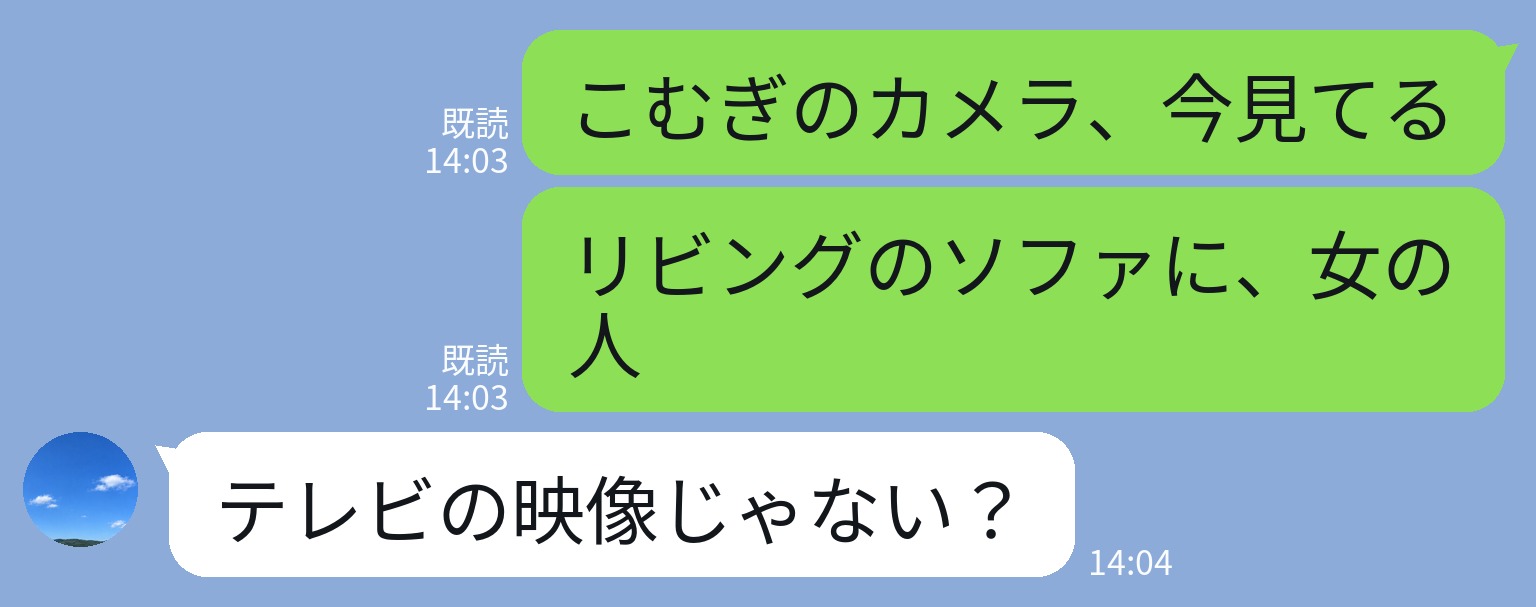 こむぎのカメラ、今見てる
既読
14:03
リビングのソファに、女の
人
既読
14:03
テレビの映像じゃない？
14:04